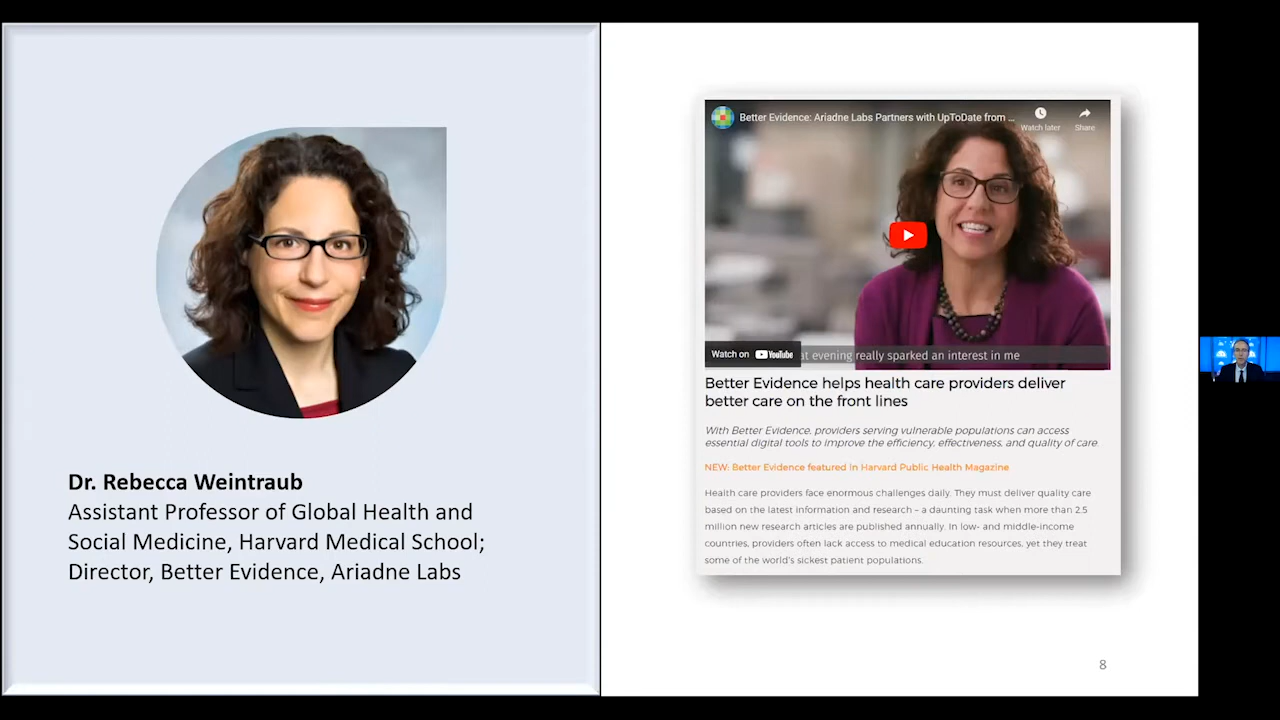 Dr. Rebecca Weintraub
Assistant Professor of Global Health and
Social Medicine, Harvard Medical School;
Director, Better Evidence, Ariadne Labs
Better Evidence: Ariadne Labs Partners with UpToDate from ...
Watch later
Share
Watch on YouTube
at evening really sparked an interest in me
Better Evidence helps health care providers deliver
better care on the front lines
With Better Evidence, providers serving vulnerable populations can access
essential digital tools to improve the efficiency, effectiveness, and quality of care.
NEW: Better Evidence featured in Harvard Public Health Magazine
Health care providers face enormous challenges daily. They must deliver quality care
based on the latest information and research – a daunting task when more than 2.5
million new research articles are published annually. In low- and middle-income
countries, providers often lack access to medical education resources, yet they treat
some of the world's sickest patient populations.
8